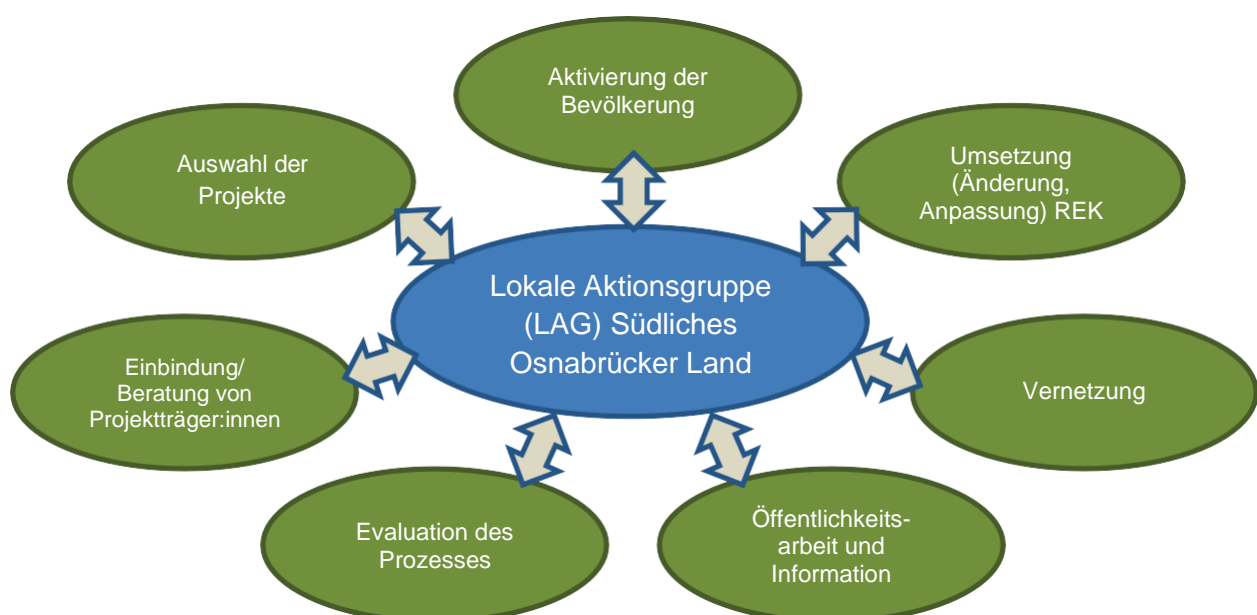 Aktivierung der
Bevölkerung
Auswahl der
Projekte
Umsetzung
(Änderung,
Anpassung) REK
Lokale Aktionsgruppe
(LAG) Südliches
Osnabrücker Land
Einbindung/
Beratung von
Projektträger:innen
Vernetzung
Evaluation des
Prozesses
Öffentlichkeits-
arbeit und
Information